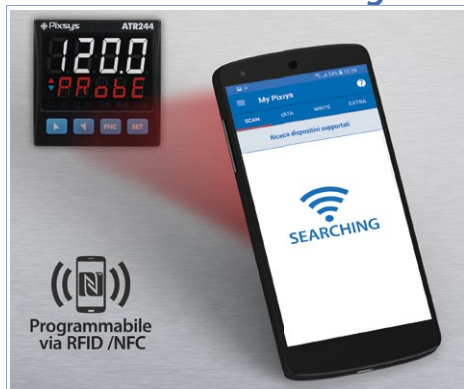 Pixsys ATR244
120.0
PRobE
FNC SET
My Pixsys
SCAN DATA WRITE EXTRA
Ricerca dispositivi supportati
SEARCHING
Programmabile
via RFID /NFC